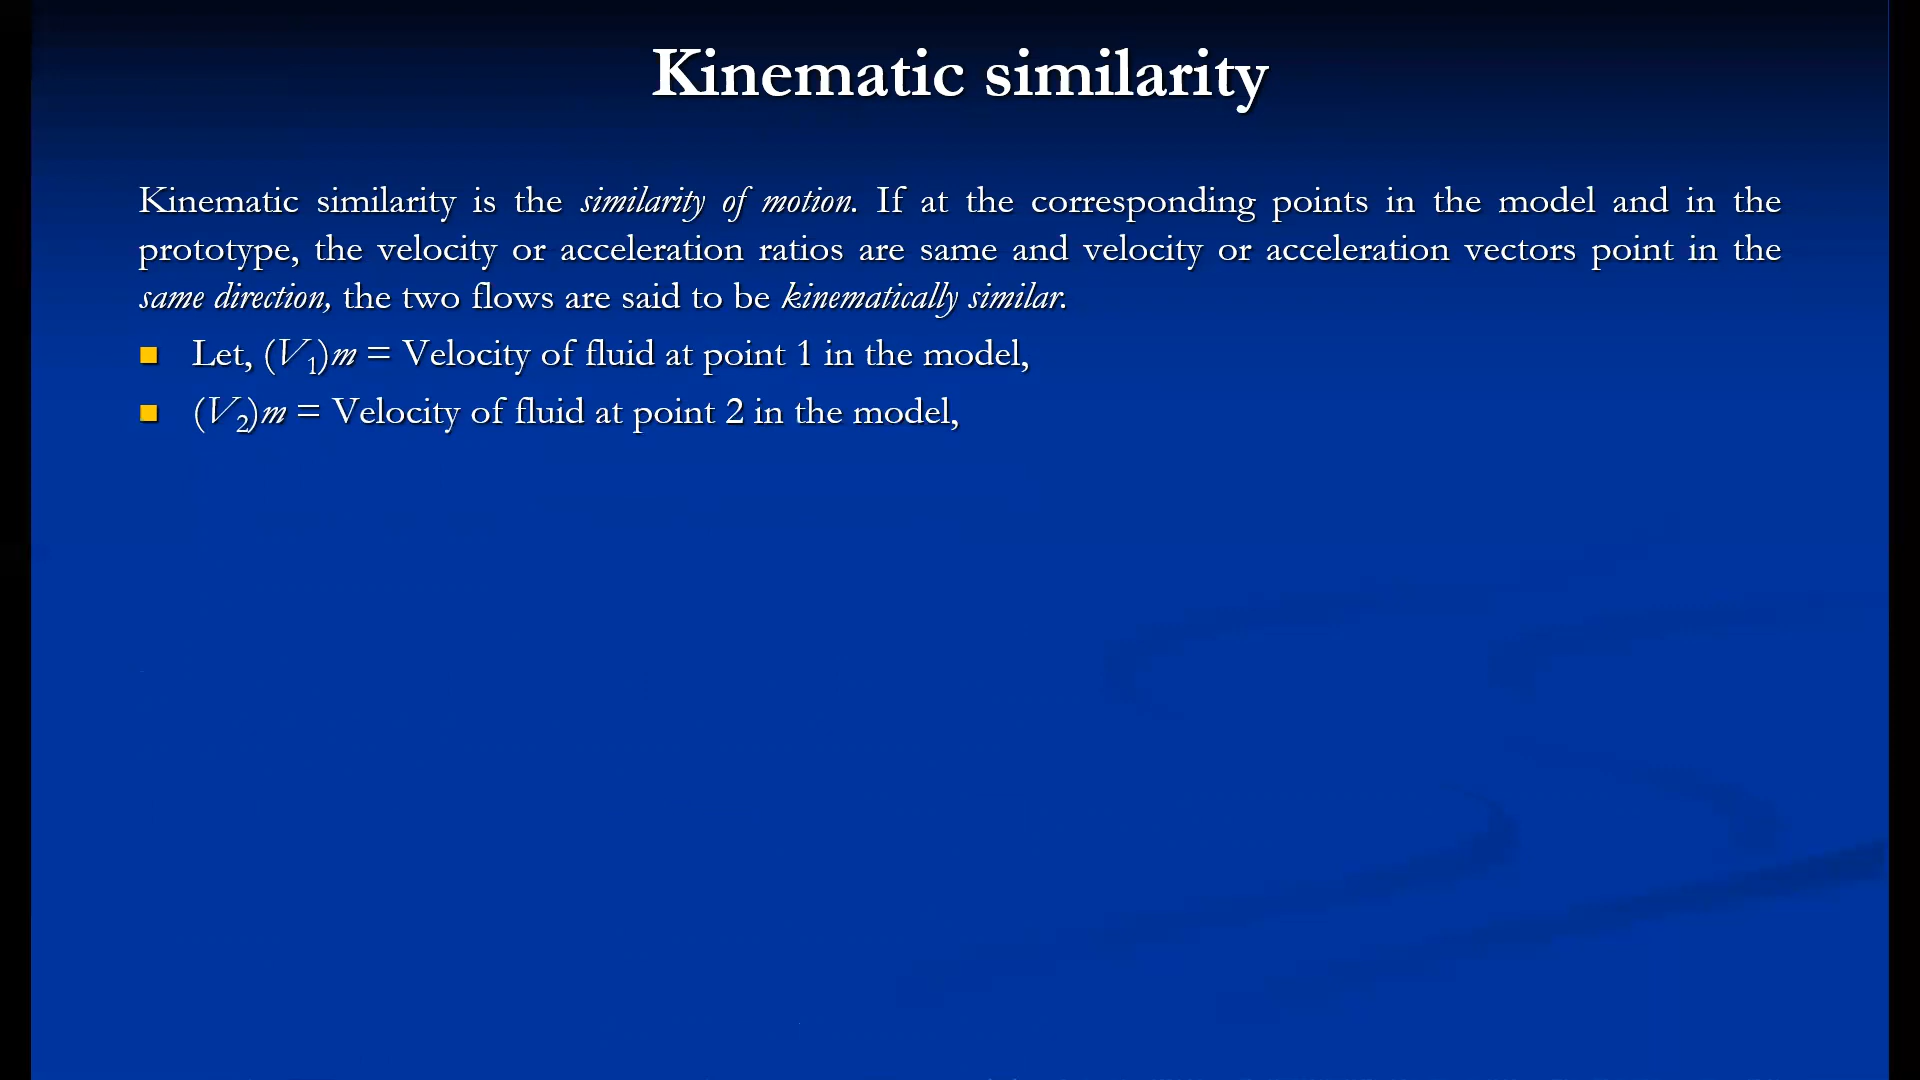 Kinematic similarity
Kinematic similarity is the similarity of motion. If at the corresponding points in the model and in the
prototype, the velocity or acceleration ratios are same and velocity or acceleration vectors point in the
same direction, the two flows are said to be kinematically similar.
Let, (V₁)m = Velocity of fluid at point 1 in the model,
(V₂)m = Velocity of fluid at point 2 in the model,